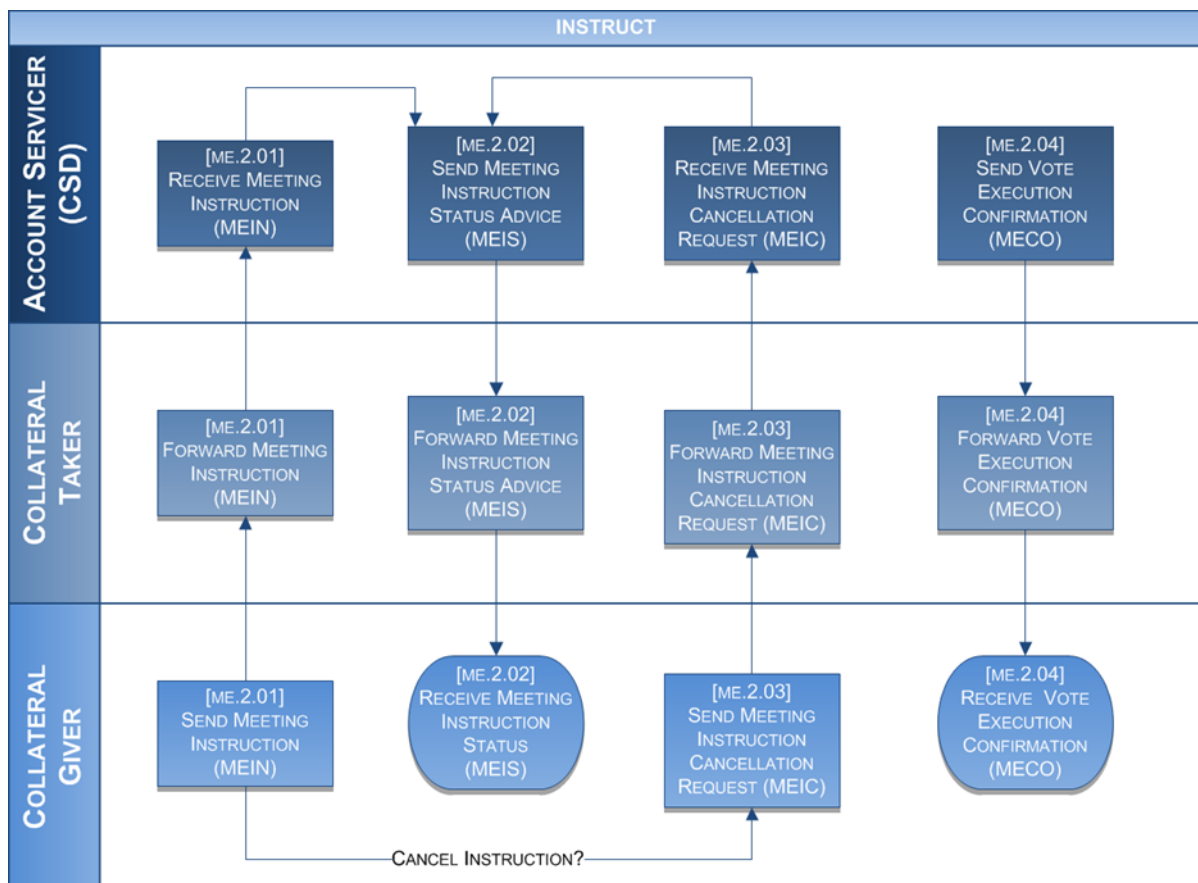 INSTRUCT
ACCOUNT SERVICER
(CSD)
[ME.2.01]
RECEIVE MEETING
INSTRUCTION
(MEIN)
[ME.2.02]
SEND MEETING
INSTRUCTION
STATUS ADVICE
(MEIS)
[ME.2.03]
RECEIVE MEETING
INSTRUCTION
CANCELLATION
REQUEST (MEIC)
[ME.2.04]
SEND VOTE
EXECUTION
CONFIRMATION
(MECO)
COLLATERAL
TAKER
[ME.2.01]
FORWARD MEETING
INSTRUCTION
(MEIN)
[ME.2.02]
FORWARD MEETING
INSTRUCTION
STATUS ADVICE
(MEIS)
[ME.2.03]
FORWARD MEETING
INSTRUCTION
CANCELLATION
REQUEST (MEIC)
[ME.2.04]
FORWARD VOTE
EXECUTION
CONFIRMATION
(MECO)
COLLATERAL
GIVER
[ME.2.01]
SEND MEETING
INSTRUCTION
(MEIN)
[ME.2.02]
RECEIVE MEETING
INSTRUCTION
STATUS
(MEIS)
[ME.2.03]
SEND MEETING
INSTRUCTION
CANCELLATION
REQUEST (MEIC)
[ME.2.04]
RECEIVE VOTE
EXECUTION
CONFIRMATION
(MECO)
CANCEL INSTRUCTION?